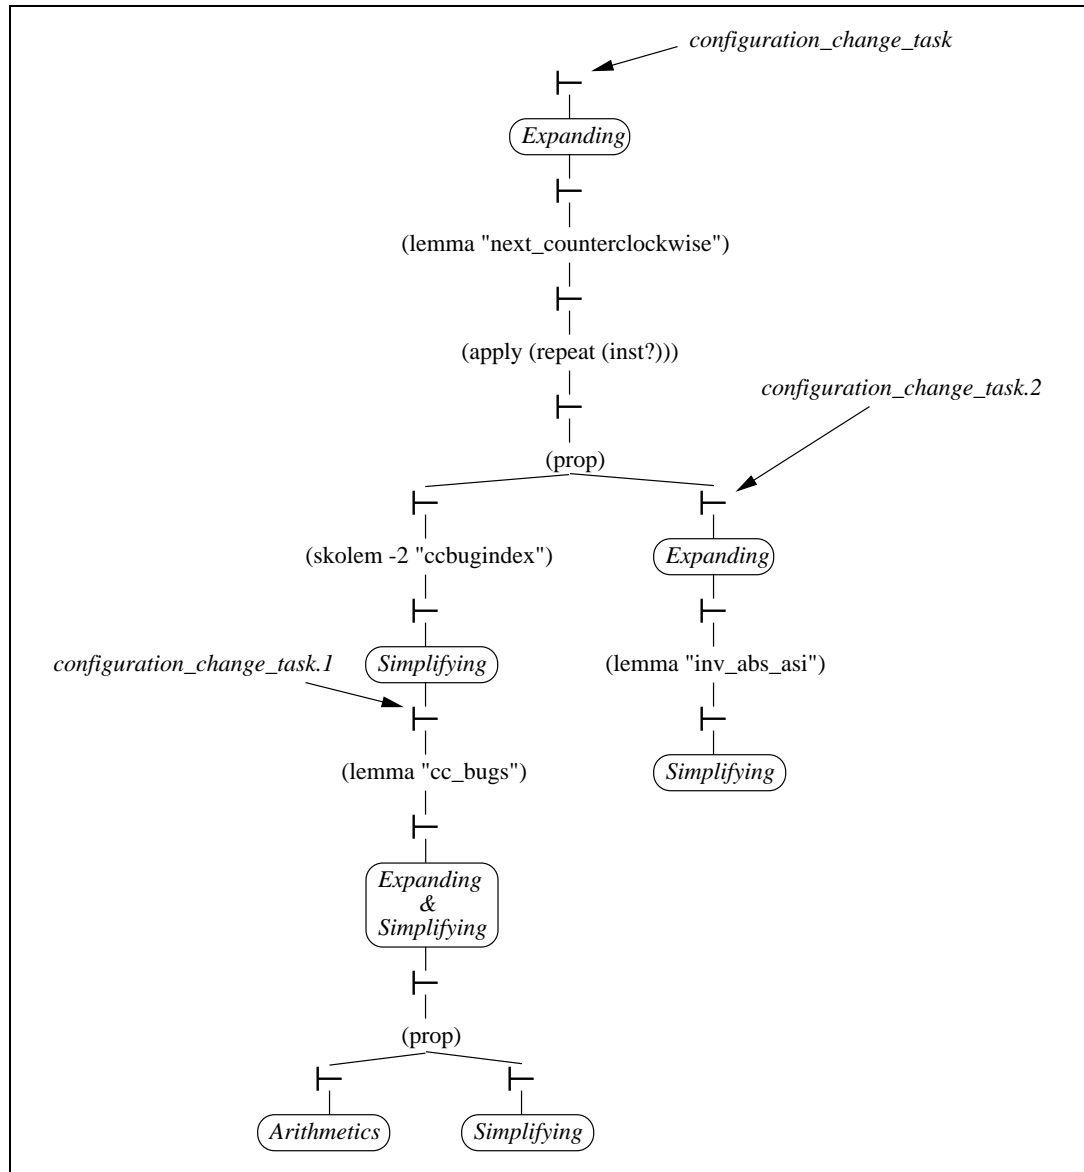 configuration_change_task
Expanding
(lemma "next_counterclockwise")
(apply (repeat (inst?)))
configuration_change_task.2
(prop)
(skolem -2 "ccbugindex")
Expanding
configuration_change_task.1
Simplifying
(lemma "inv_abs_asi")
(lemma "cc_bugs")
Simplifying
Expanding
&
Simplifying
(prop)
Arithmetics
Simplifying